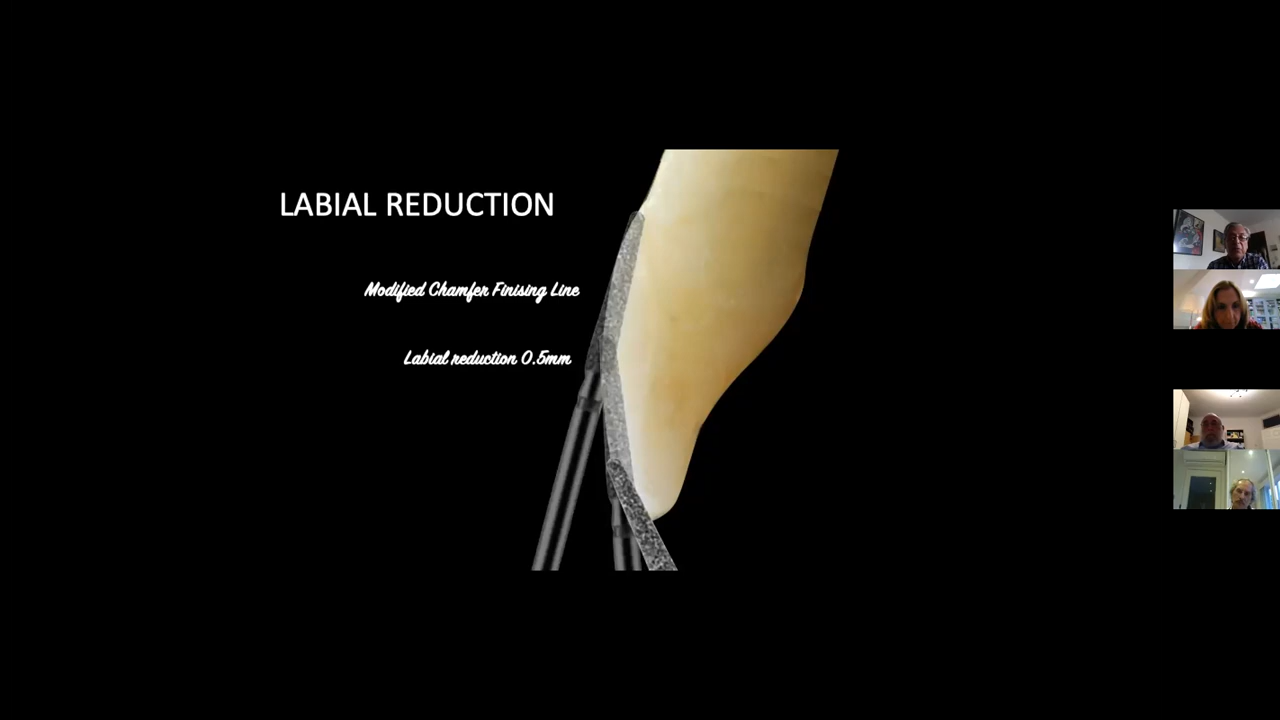 LABIAL REDUCTION
Modified Chamfer Finising Line
Labial reduction 0.5mm